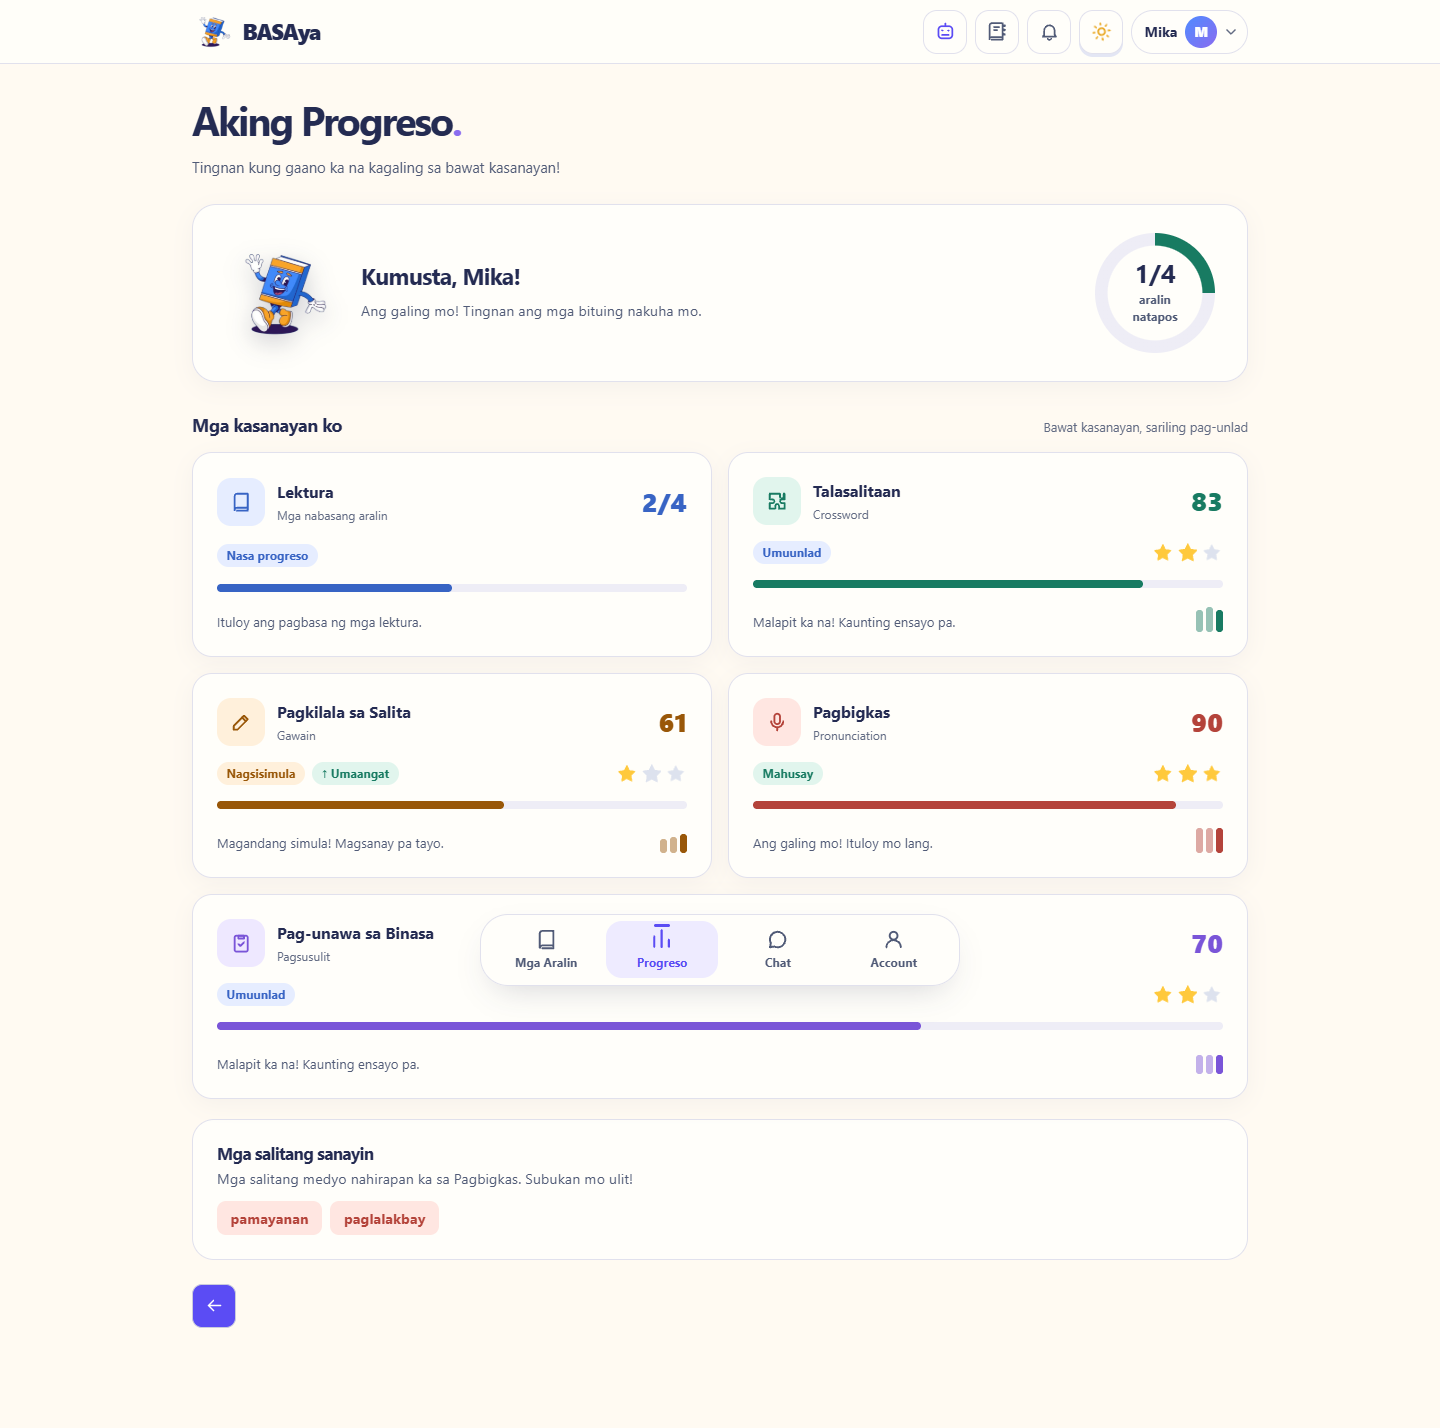 BASAya
Mika M
Aking Progreso.
Tingnan kung gaano ka na kagaling sa bawat kasanayan!
Kumusta, Mika!
Ang galing mo! Tingnan ang mga bituing nakuha mo.
1/4
aralin
natapos
Mga kasanayan ko
Bawat kasanayan, sariling pag-unlad
Lektura
Mga nabasang aralin
2/4
Nasa progreso
Ituloy ang pagbasa ng mga lektura.
Talasalitaan
Crossword
83
Umuunlad
Malapit ka na! Kaunting ensayo pa.
Pagkilala sa Salita
Gawain
61
Nagsisimula
↑ Umaangat
Magandang simula! Magsanay pa tayo.
Pagbigkas
Pronunciation
90
Mahusay
Ang galing mo! Ituloy mo lang.
Pag-unawa sa Binasa
Pagsusulit
70
Umuunlad
Malapit ka na! Kaunting ensayo pa.
Mga Aralin
Progreso
Chat
Account
Mga salitang sanayin
Mga salitang medyo nahirapan ka sa Pagbigkas. Subukan mo ulit!
pamayanan
paglalakbay